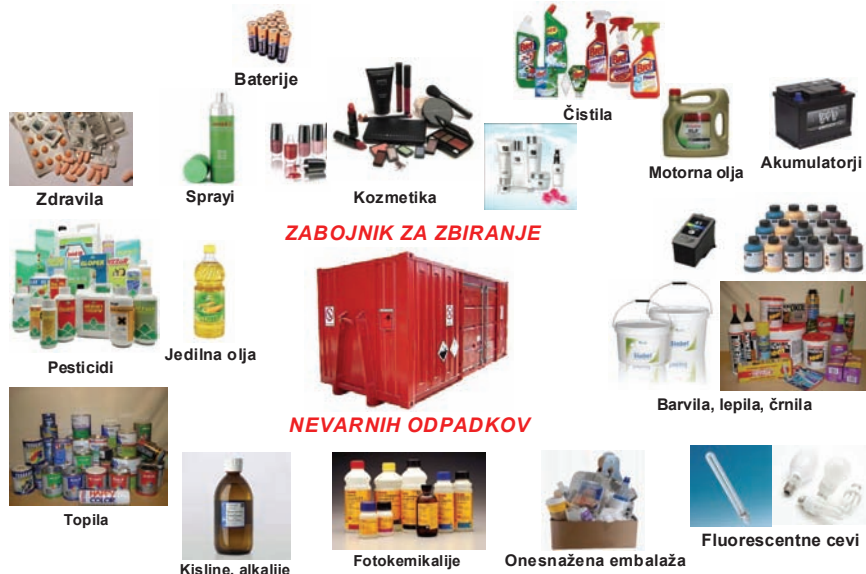 Baterije
Čistila
Motorna olja
Akumulatorji
Zdravila
Sprayi
Kozmetika
ZABOJNIK ZA ZBIRANJE
Pesticidi
Jedilna olja
Barvila, lepila, črnila
NEVARNIH ODPADKOV
Topila
Kisline, alkalije
Fotokemikalije
Onesnažena embalaža
Fluorescentne cevi